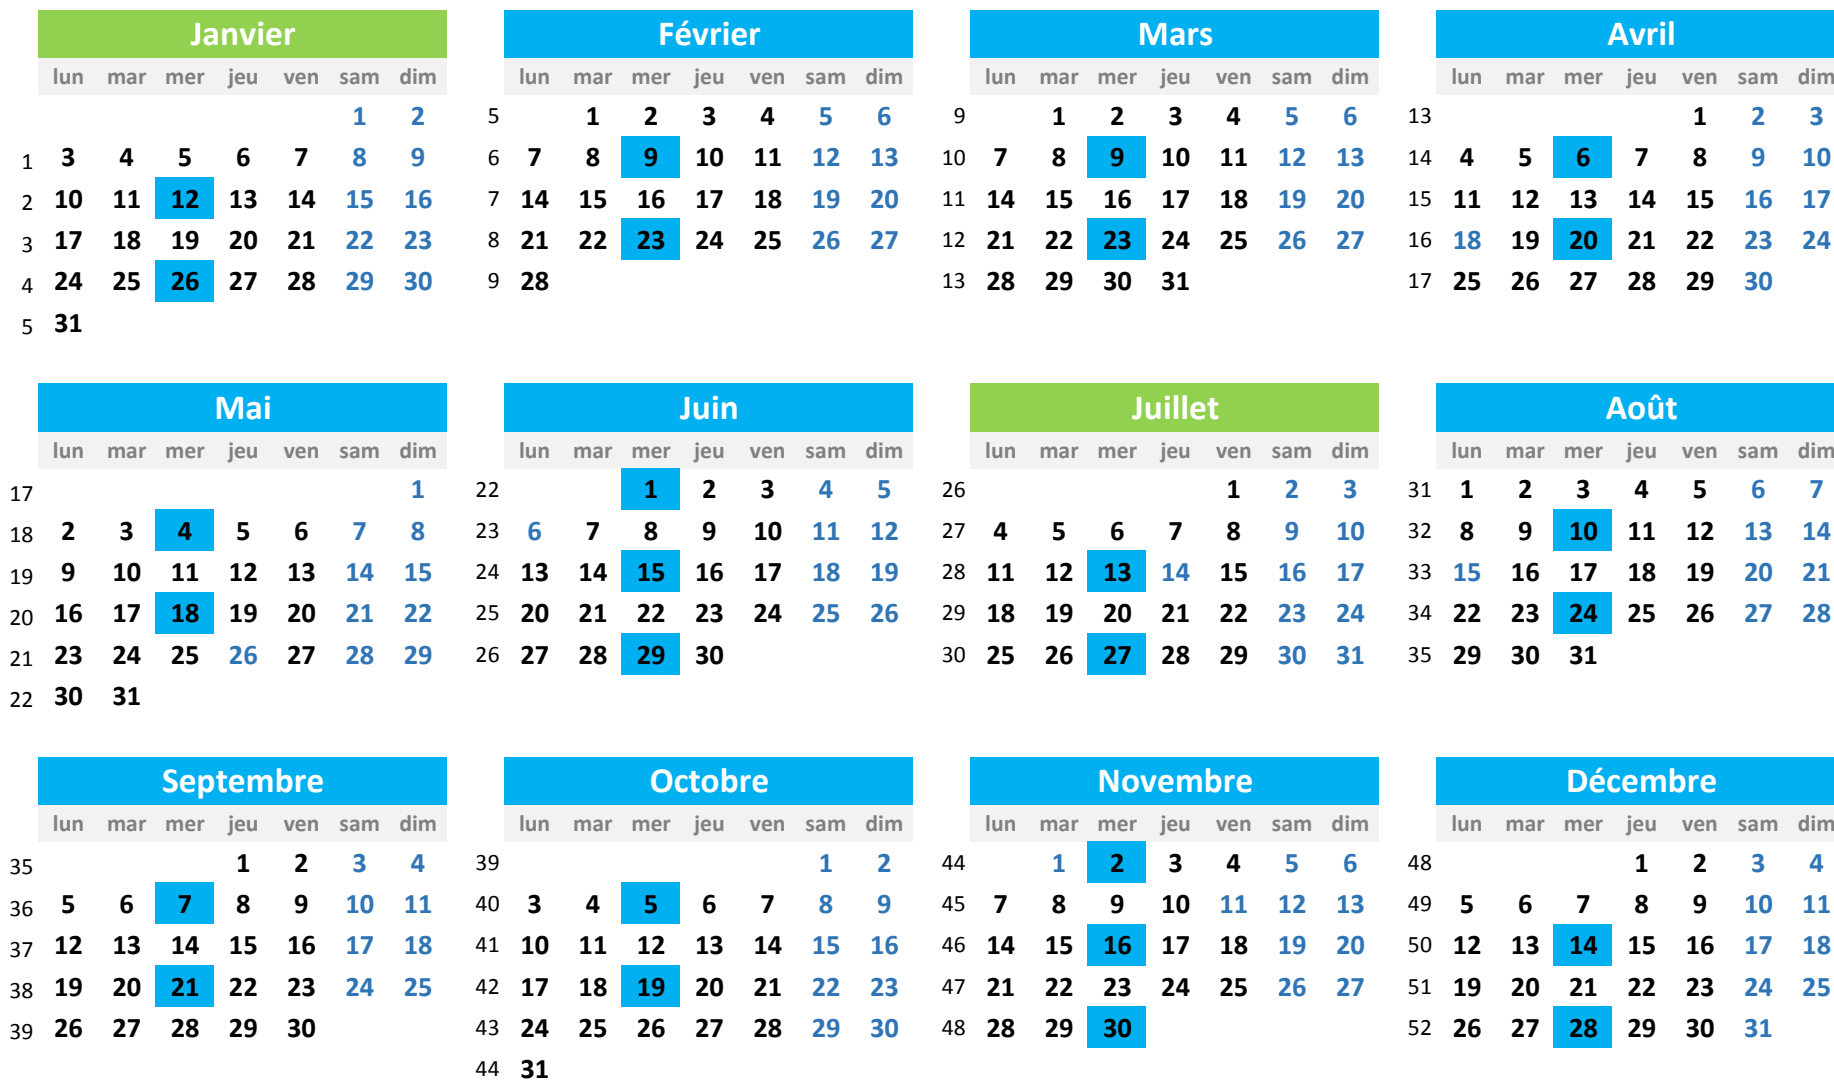 Janvier Février Mars Avril
lun mar mer jeu ven sam dim lun mar mer jeu ven sam dim lun mar mer jeu ven sam dim lun mar mer jeu ven sam dim
1 2 5 1 2 3 4 5 6 9 1 2 3 4 5 6 13 1 2 3
1 3 4 5 6 7 8 9 6 7 8 9 10 11 12 13 10 7 8 9 10 11 12 13 14 4 5 6 7 8 9 10
2 10 11 12 13 14 15 16 7 14 15 16 17 18 19 20 11 14 15 16 17 18 19 20 15 11 12 13 14 15 16 17
3 17 18 19 20 21 22 23 8 21 22 23 24 25 26 27 12 21 22 23 24 25 26 27 16 18 19 20 21 22 23 24
4 24 25 26 27 28 29 30 9 28 13 28 29 30 31 17 25 26 27 28 29 30
5 31
Mai Juin Juillet Août
lun mar mer jeu ven sam dim lun mar mer jeu ven sam dim lun mar mer jeu ven sam dim lun mar mer jeu ven sam dim
17 1 22 1 2 3 4 5 26 1 2 3 31 1 2 3 4 5 6 7
18 2 3 4 5 6 7 8 23 6 7 8 9 10 11 12 27 4 5 6 7 8 9 10 32 8 9 10 11 12 13 14
19 9 10 11 12 13 14 15 24 13 14 15 16 17 18 19 28 11 12 13 14 15 16 17 33 15 16 17 18 19 20 21
20 16 17 18 19 20 21 22 25 20 21 22 23 24 25 26 29 18 19 20 21 22 23 24 34 22 23 24 25 26 27 28
21 23 24 25 26 27 28 29 26 27 28 29 30 30 25 26 27 28 29 30 31 35 29 30 31
22 30 31
Septembre Octobre Novembre Décembre
lun mar mer jeu ven sam dim lun mar mer jeu ven sam dim lun mar mer jeu ven sam dim lun mar mer jeu ven sam dim
35 1 2 3 4 39 1 2 44 1 2 3 4 5 6 48 1 2 3 4
36 5 6 7 8 9 10 11 40 3 4 5 6 7 8 9 45 7 8 9 10 11 12 13 49 5 6 7 8 9 10 11
37 12 13 14 15 16 17 18 41 10 11 12 13 14 15 16 46 14 15 16 17 18 19 20 50 12 13 14 15 16 17 18
38 19 20 21 22 23 24 25 42 17 18 19 20 21 22 23 47 21 22 23 24 25 26 27 51 19 20 21 22 23 24 25
39 26 27 28 29 30 43 24 25 26 27 28 29 30 48 28 29 30 52 26 27 28 29 30 31
44 31